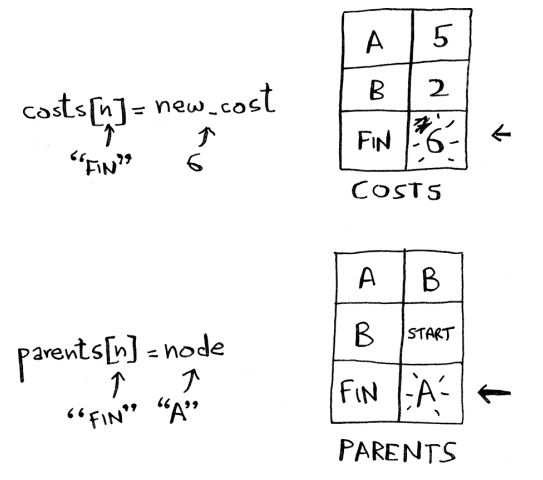 costs[n] = new_cost
"FIN" 6
A 5
B 2
FIN 6
COSTS
parents[n] = node
"FIN" "A"
A B
B START
FIN A
PARENTS